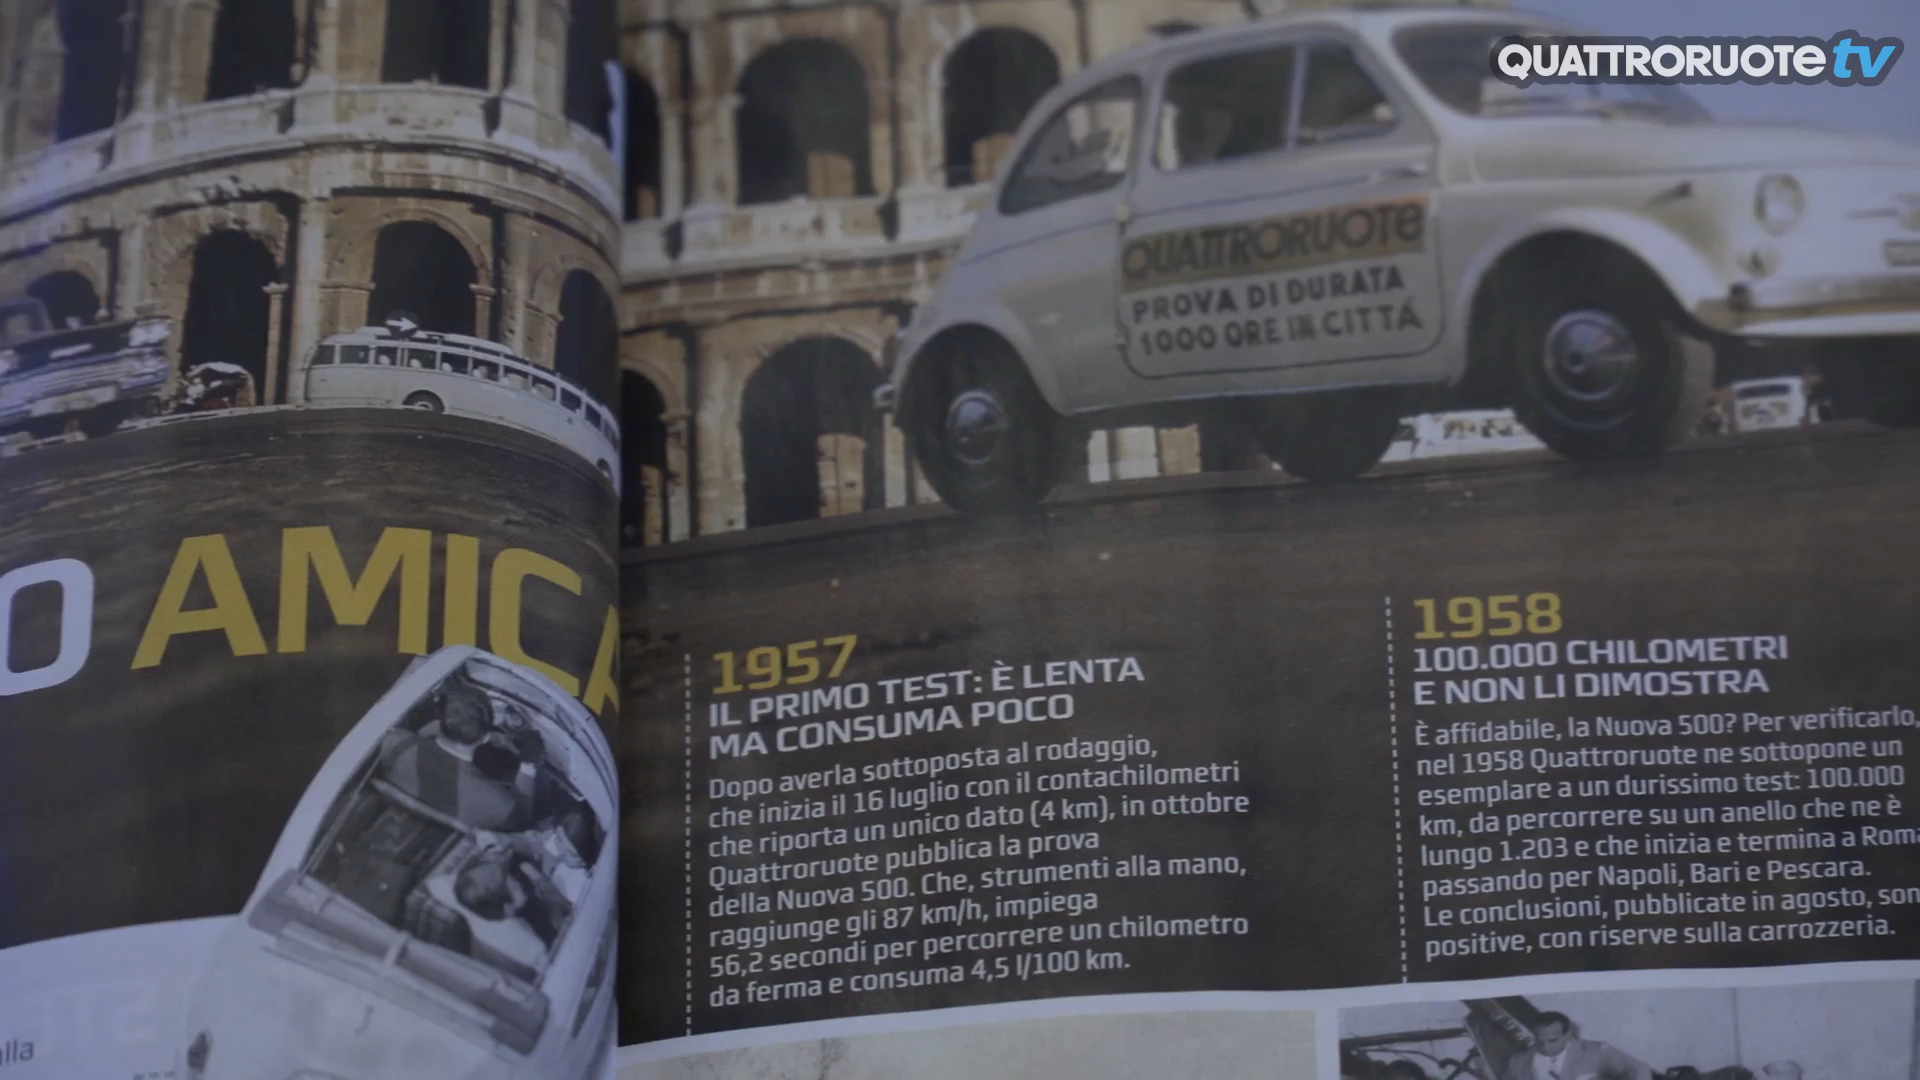 QUATTRORUOTE tv
QUATTRORUOTE
PROVA DI DURATA
1000 ORE IN CITTÁ
O AMICA
1957
IL PRIMO TEST: È LENTA
MA CONSUMA POCO
Dopo averla sottoposta al rodaggio,
che inizia il 16 luglio con il contachilometri
che riporta un unico dato (4 km), in ottobre
Quattroruote pubblica la prova
della Nuova 500. Che, strumenti alla mano,
raggiunge gli 87 km/h, impiega
56,2 secondi per percorrere un chilometro
da ferma e consuma 4,5 l/100 km.
1958
100.000 CHILOMETRI
E NON LI DIMOSTRA
È affidabile, la Nuova 500? Per verificarlo,
nel 1958 Quattroruote ne sottopone un
esemplare a un durissimo test: 100.000
km, da percorrere su un anello che ne è
lungo 1.203 e che inizia e termina a Roma
passando per Napoli, Bari e Pescara.
Le conclusioni, pubblicate in agosto, son
positive, con riserve sulla carrozzeria.
lla